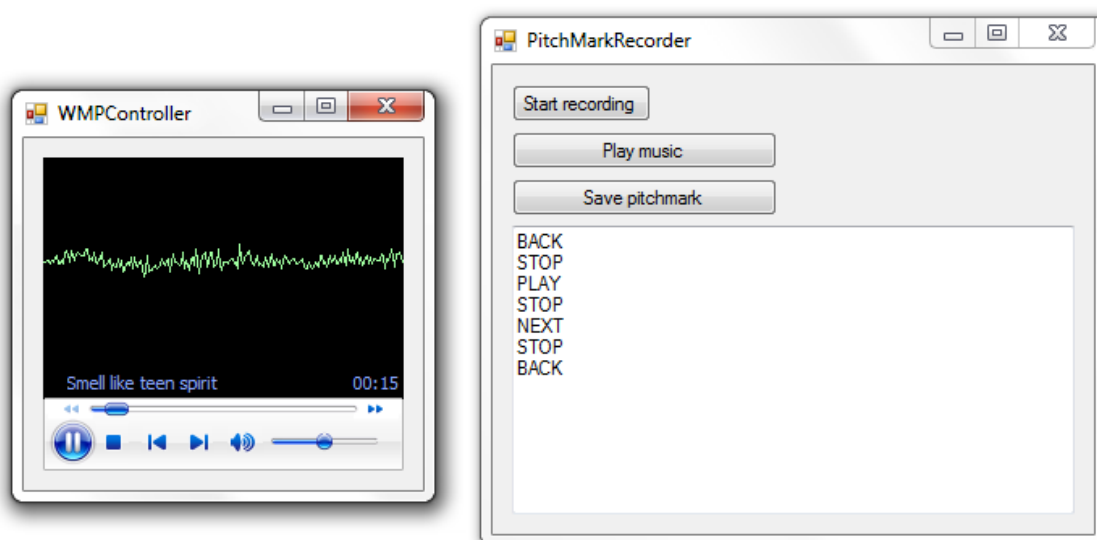 WMPController
Smell like teen spirit 00:15
PitchMarkRecorder
Start recording
Play music
Save pitchmark
BACK
STOP
PLAY
STOP
NEXT
STOP
BACK